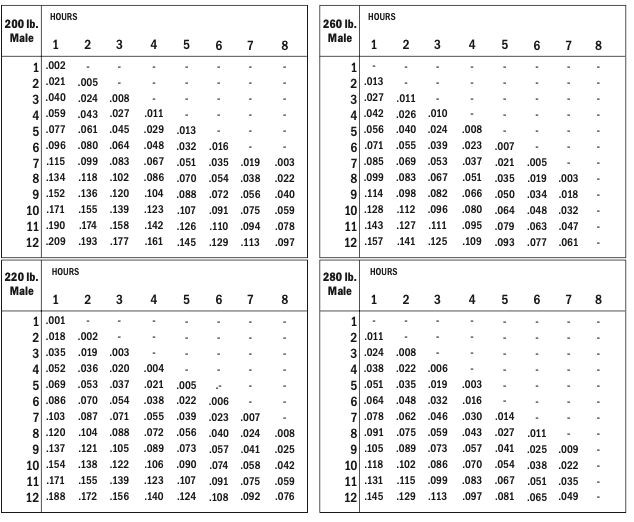 200 lb. Male HOURS
1 2 3 4 5 6 7 8
1 .002 - - - - - - -
2 .021 .005 - - - - - -
3 .040 .024 .008 - - - - -
4 .059 .043 .027 .011 - - - -
5 .077 .061 .045 .029 .013 - - -
6 .096 .080 .064 .048 .032 .016 - -
7 .115 .099 .083 .067 .051 .035 .019 .003
8 .134 .118 .102 .086 .070 .054 .038 .022
9 .152 .136 .120 .104 .088 .072 .056 .040
10 .171 .155 .139 .123 .107 .091 .075 .059
11 .190 .174 .158 .142 .126 .110 .094 .078
12 .209 .193 .177 .161 .145 .129 .113 .097
260 lb. Male HOURS
1 2 3 4 5 6 7 8
1 - - - - - - - -
2 .013 - - - - - - -
3 .027 .011 - - - - - -
4 .042 .026 .010 - - - - -
5 .056 .040 .024 .008 - - - -
6 .071 .055 .039 .023 .007 - - -
7 .085 .069 .053 .037 .021 .005 - -
8 .099 .083 .067 .051 .035 .019 .003 -
9 .114 .098 .082 .066 .050 .034 .018 -
10 .128 .112 .096 .080 .064 .048 .032 -
11 .143 .127 .111 .095 .079 .063 .047 -
12 .157 .141 .125 .109 .093 .077 .061 -
220 lb. Male HOURS
1 2 3 4 5 6 7 8
1 .001 - - - - - - -
2 .018 .002 - - - - - -
3 .035 .019 .003 - - - - -
4 .052 .036 .020 .004 - - - -
5 .069 .053 .037 .021 .005 .- - -
6 .086 .070 .054 .038 .022 .006 - -
7 .103 .087 .071 .055 .039 .023 .007 -
8 .120 .104 .088 .072 .056 .040 .024 .008
9 .137 .121 .105 .089 .073 .057 .041 .025
10 .154 .138 .122 .106 .090 .074 .058 .042
11 .171 .155 .139 .123 .107 .091 .075 .059
12 .188 .172 .156 .140 .124 .108 .092 .076
280 lb. Male HOURS
1 2 3 4 5 6 7 8
1 - - - - - - - -
2 .011 - - - - - - -
3 .024 .008 - - - - - -
4 .038 .022 .006 - - - - -
5 .051 .035 .019 .003 - - - -
6 .064 .048 .032 .016 - - - -
7 .078 .062 .046 .030 .014 - - -
8 .091 .075 .059 .043 .027 .011 - -
9 .105 .089 .073 .057 .041 .025 .009 -
10 .118 .102 .086 .070 .054 .038 .022 -
11 .131 .115 .099 .083 .067 .051 .035 -
12 .145 .129 .113 .097 .081 .065 .049 -